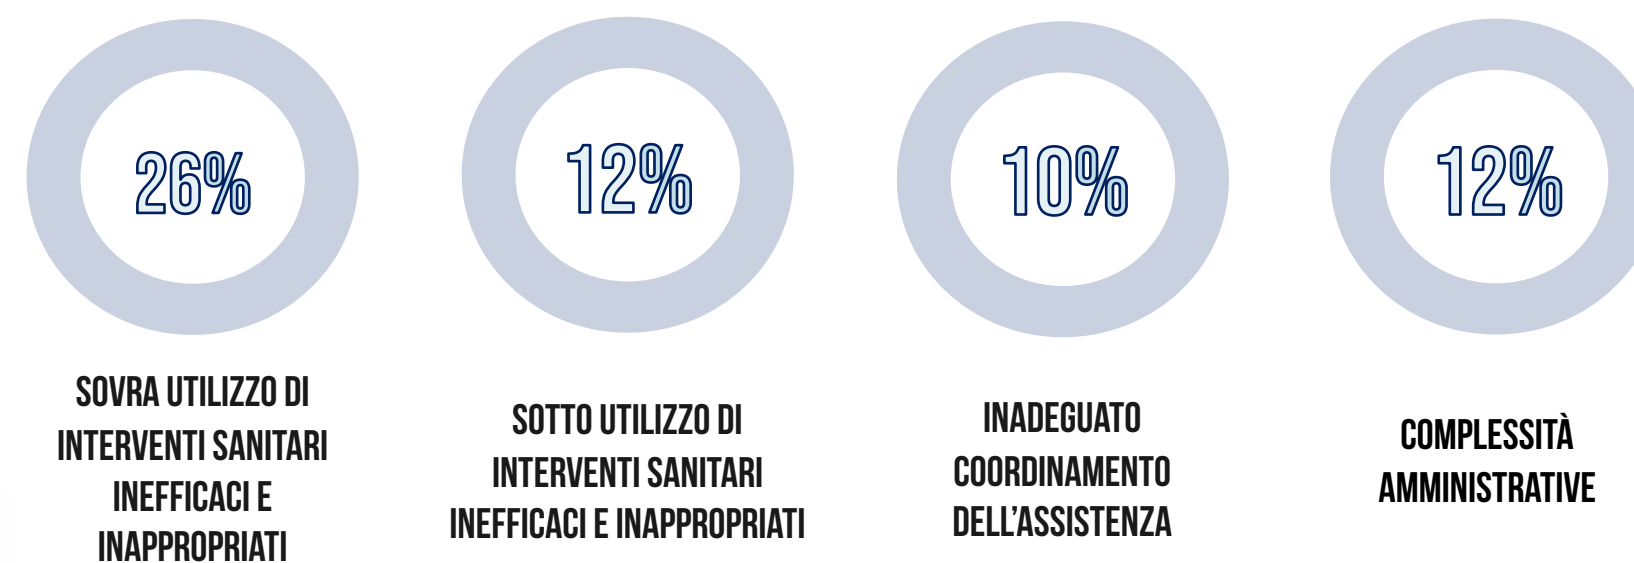 26%
SOVRA UTILIZZO DI
INTERVENTI SANITARI
INEFFICACI E
INAPPROPRIATI
12%
SOTTO UTILIZZO DI
INTERVENTI SANITARI
INEFFICACI E INAPPROPRIATI
10%
INADEGUATO
COORDINAMENTO
DELL’ASSISTENZA
12%
COMPLESSITÀ
AMMINISTRATIVE